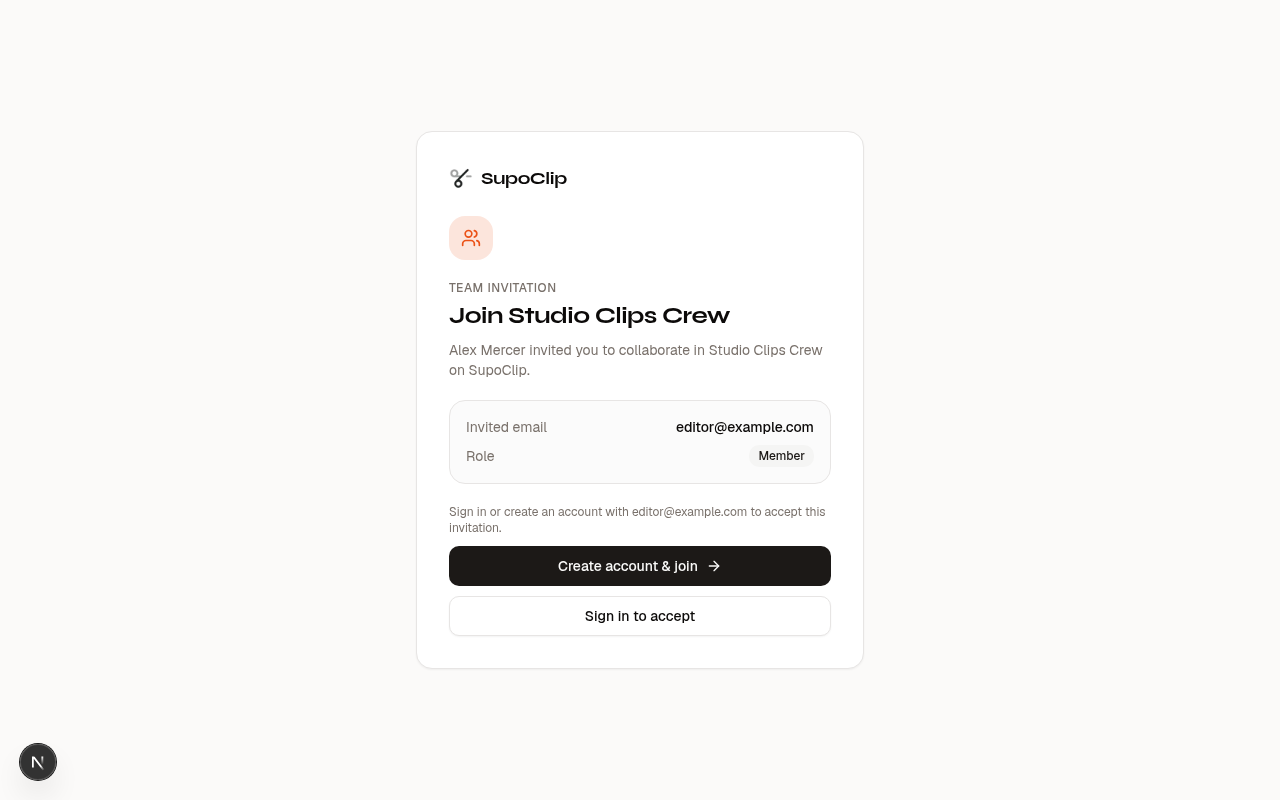 SupoClip
TEAM INVITATION
Join Studio Clips Crew
Alex Mercer invited you to collaborate in Studio Clips Crew
on SupoClip.
Invited email editor@example.com
Role Member
Sign in or create an account with editor@example.com to accept this
invitation.
Create account & join →
Sign in to accept
N